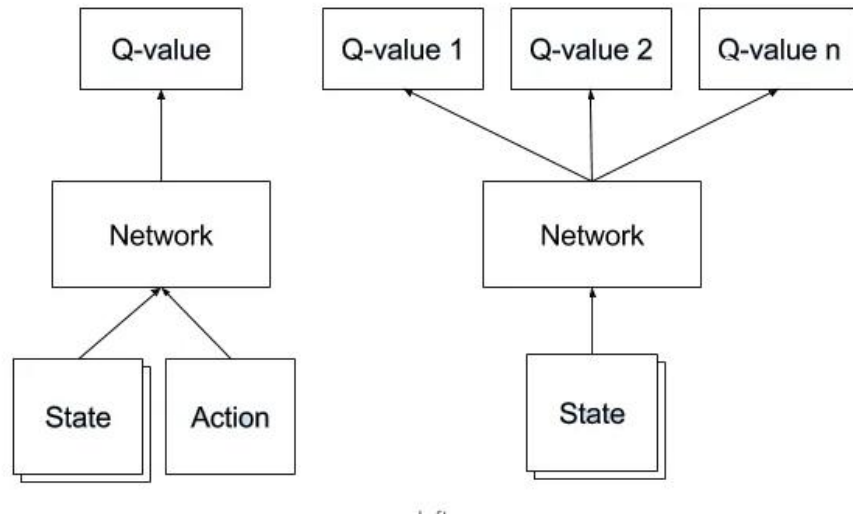 Q-value
Q-value 1
Q-value 2
Q-value n
Network
Network
State
Action
State